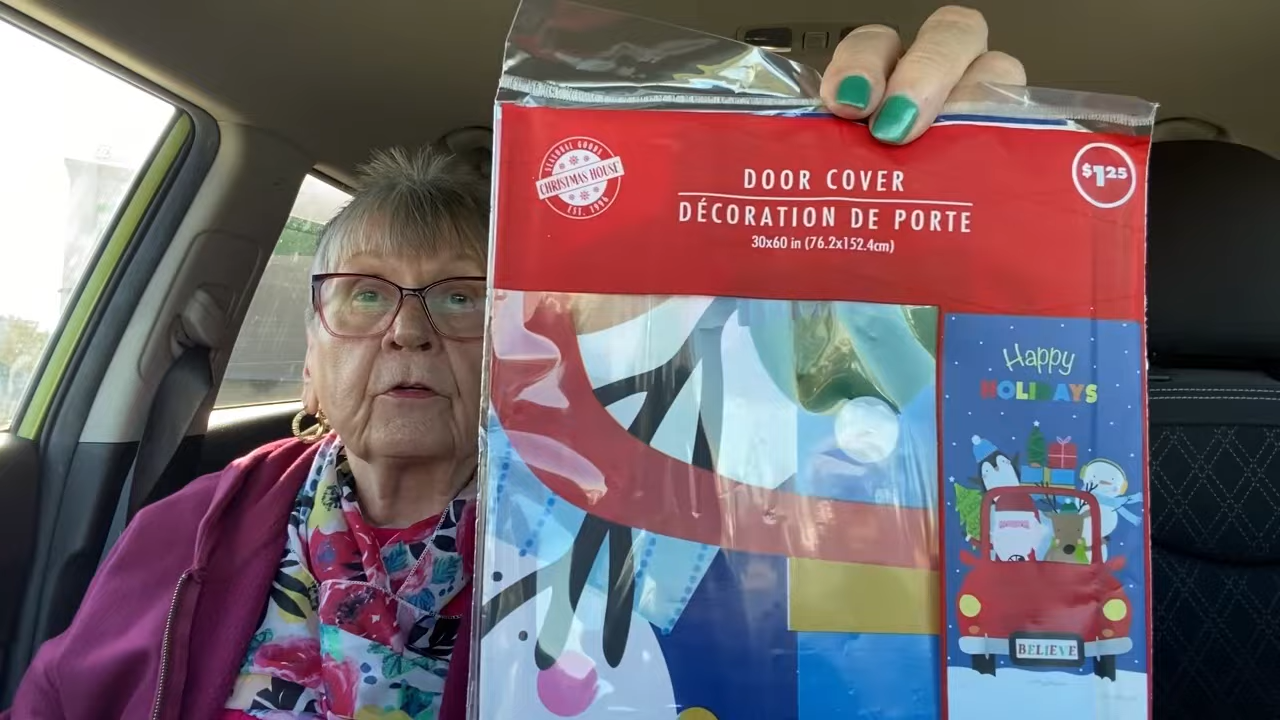 SEASONAL GOODS
CHRISTMAS HOUSE
EST. 1996
DOOR COVER
DÉCORATION DE PORTE
30x60 in (76.2x152.4cm)
$1.25
Happy
HOLIDAYS
BELIEVE